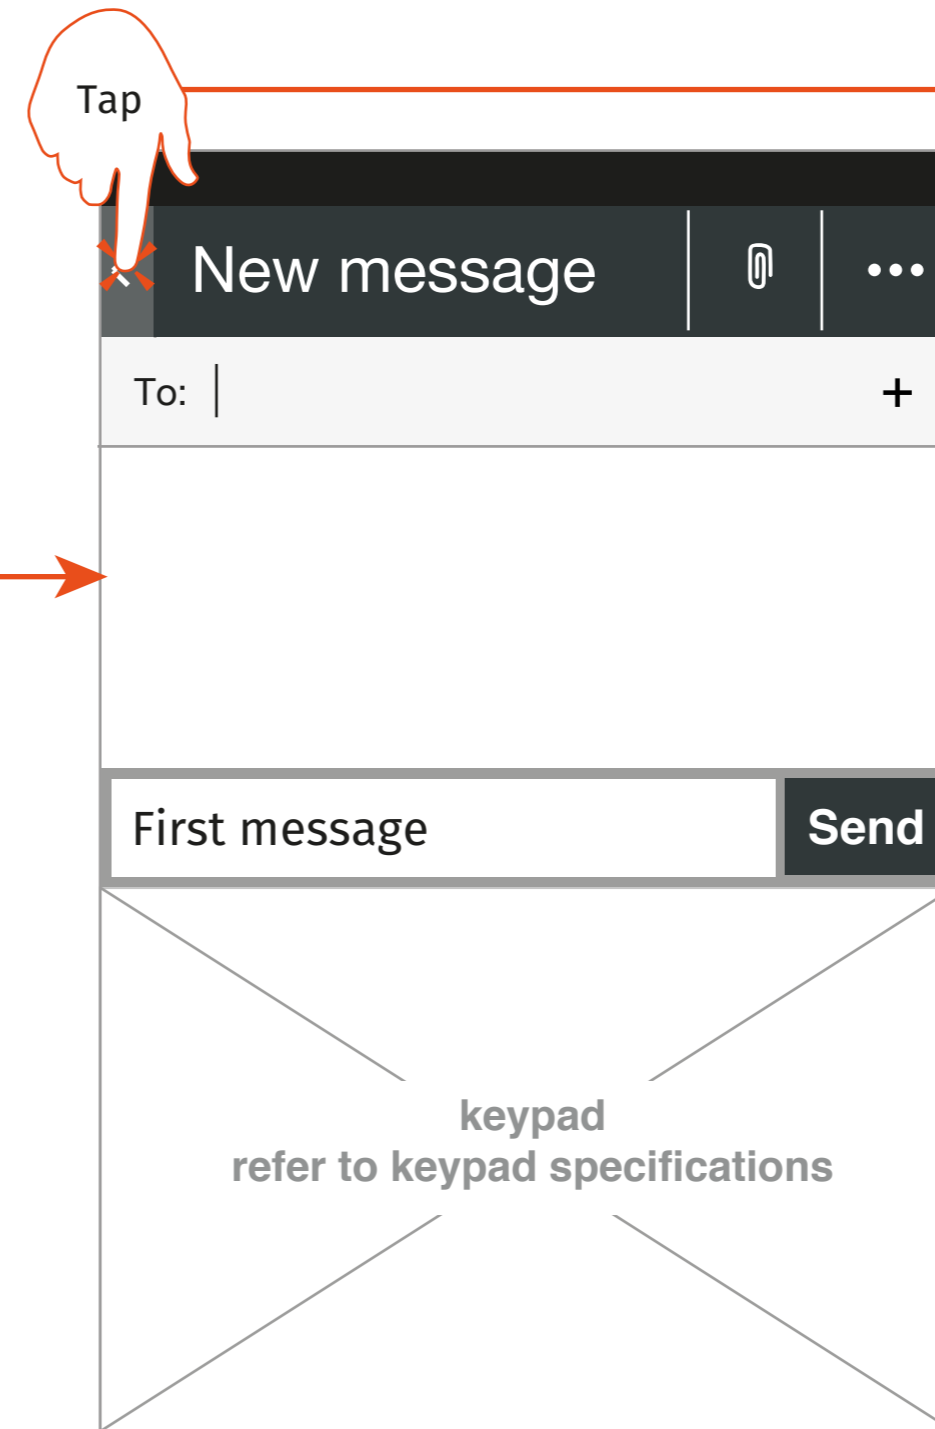 Tap
New message
To:
+
First message
Send
keypad
refer to keypad specifications